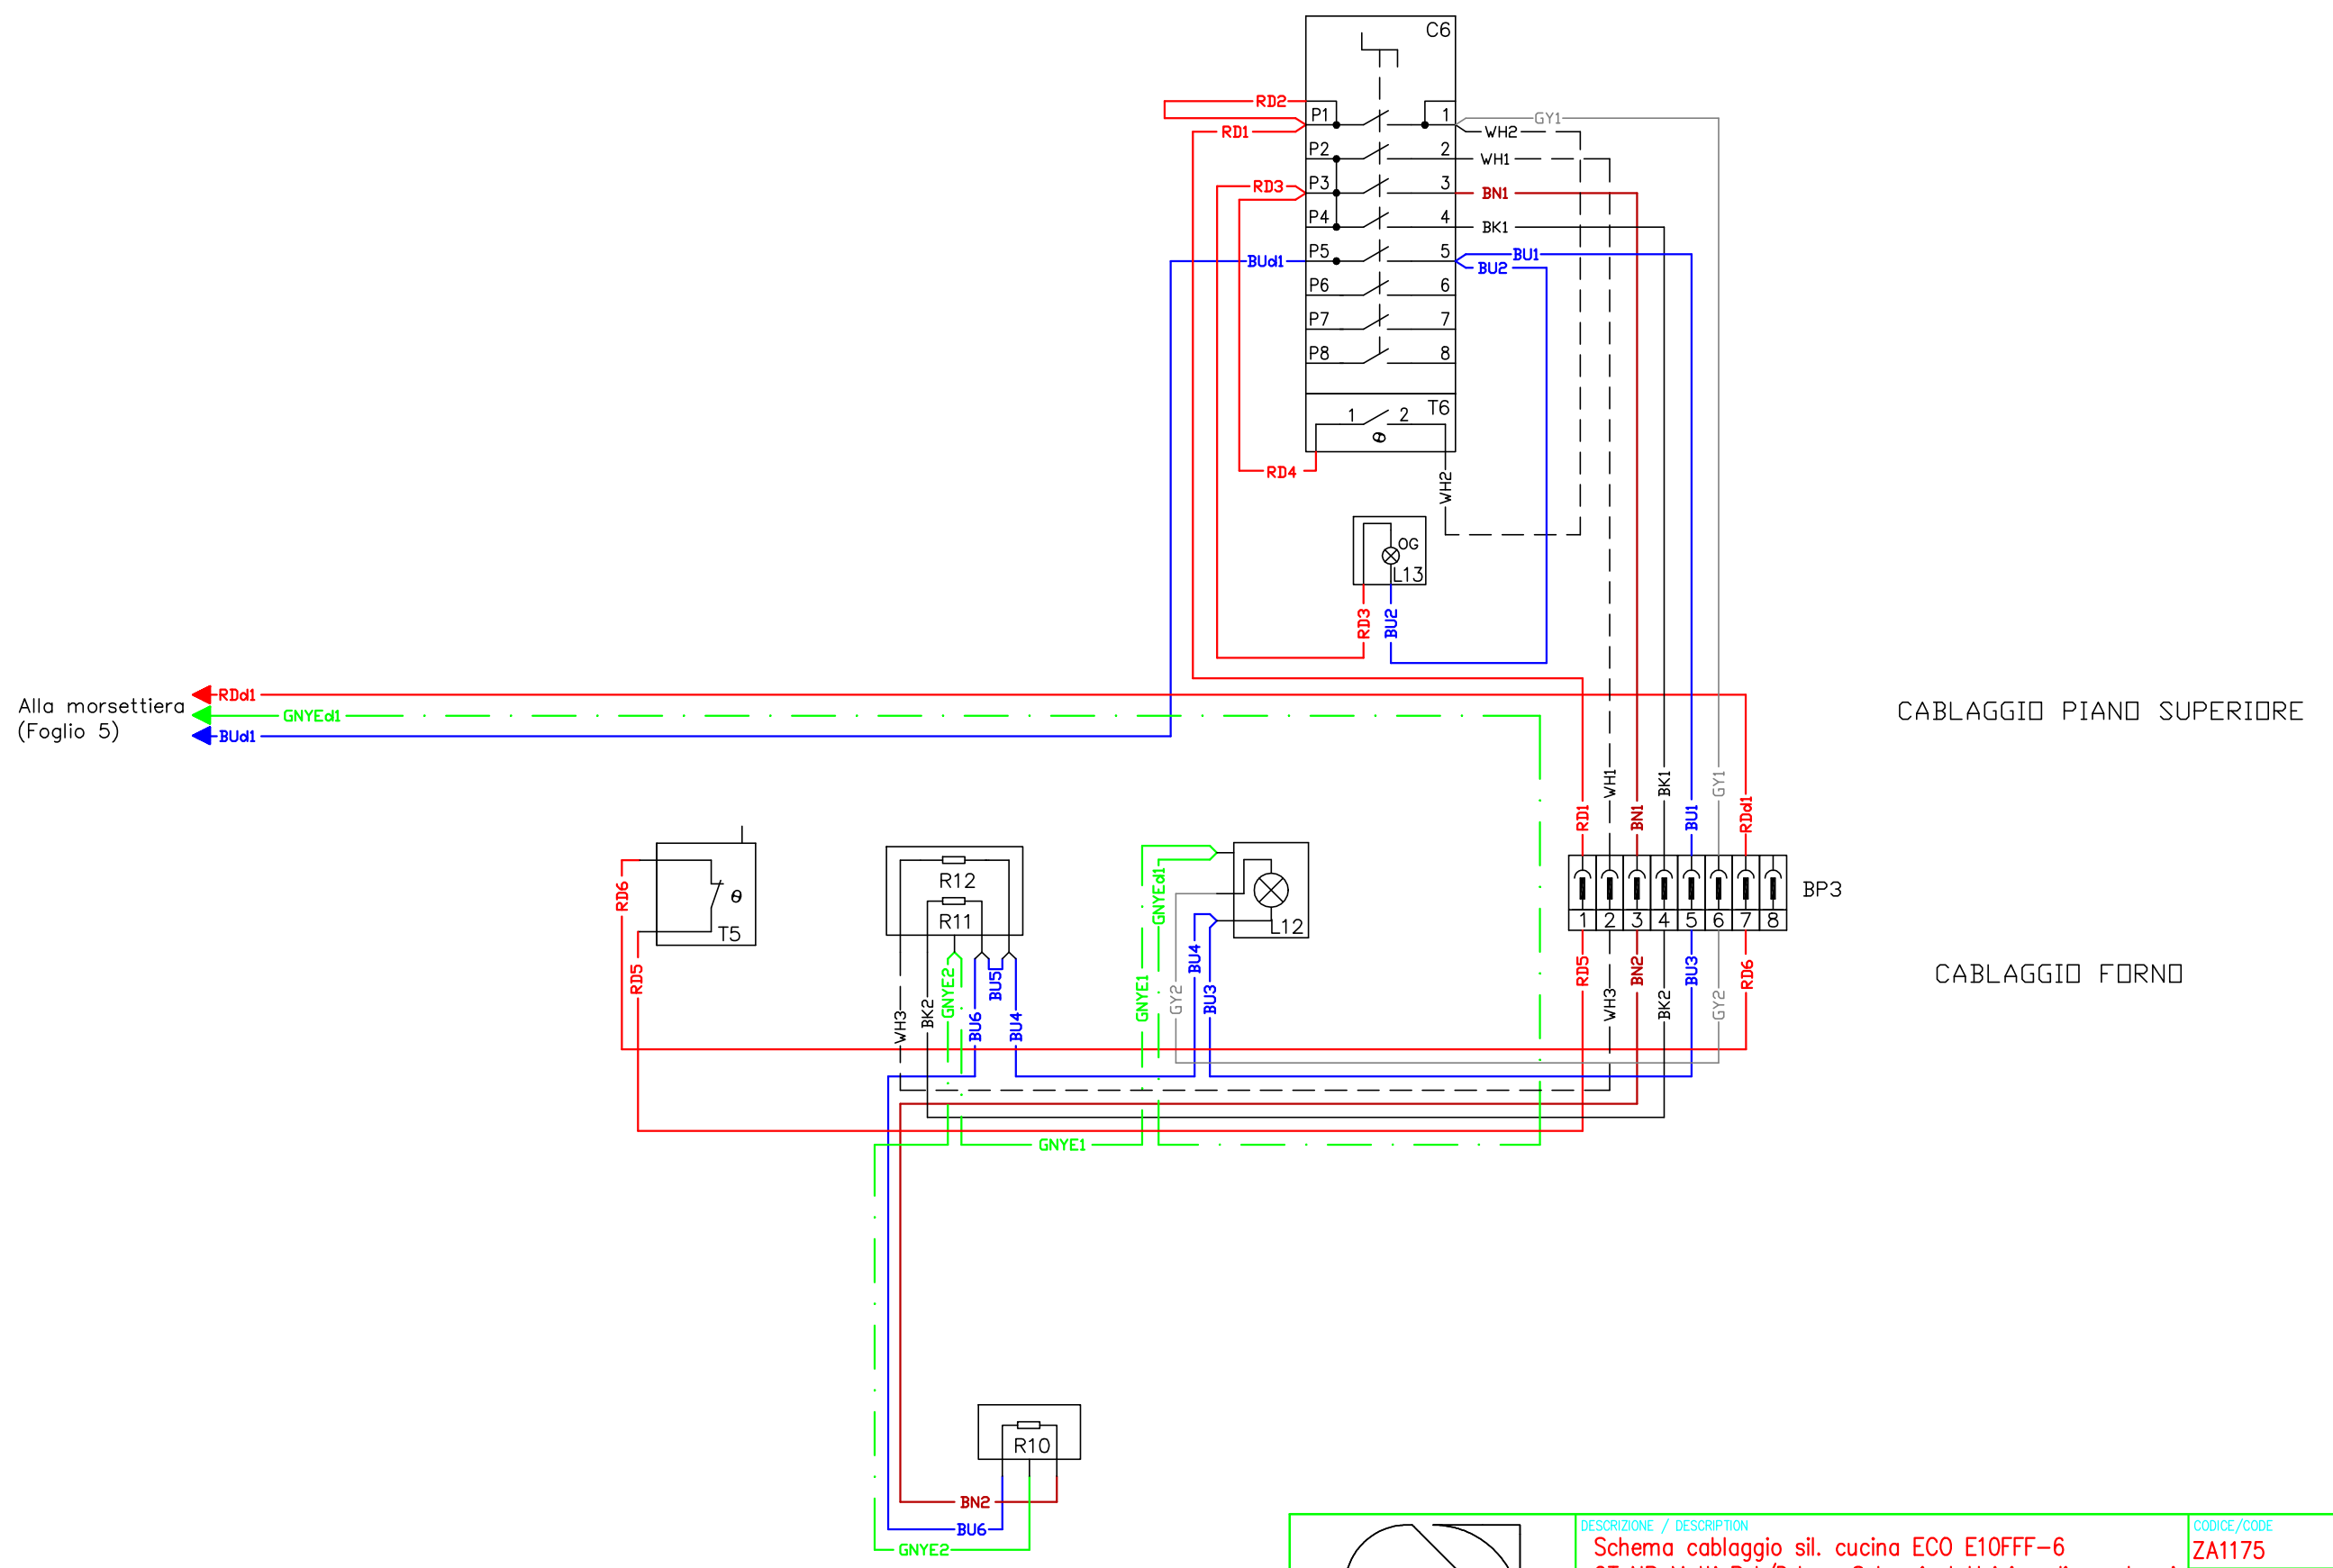 C6
RD2
P1 1
GY1
RD1
WH2
P2 2
WH1
RD3
P3 3
BN1
P4 4
BK1
P5 5
BUd1
BU1
BU2
P6 6
P7 7
P8 8
T6
1 2
θ
RD4
WH2
OG
L13
RD3
BU2
Alla morsettiera
(Foglio 5)
RDd1
GNYEd1
BUd1
CABLAGGIO PIANO SUPERIORE
RD1
WH1
BN1
BK1
BU1
GY1
RDd1
BP3
1 2 3 4 5 6 7 8
CABLAGGIO FORNO
RD5
WH3
BN2
BK2
BU3
GY2
RD6
RD6
RD5
θ
T5
R12
R11
WH3
BK2
GNYE2
BU6
BU5
BU4
GNYE1
GNYEd1
GY2
BU4
BU3
L12
GNYE1
R10
BN2
BU6
GNYE2
DESCRIZIONE / DESCRIPTION
Schema cablaggio sil. cucina ECO E10FFF-6
CODICE/CODE
ZA1175